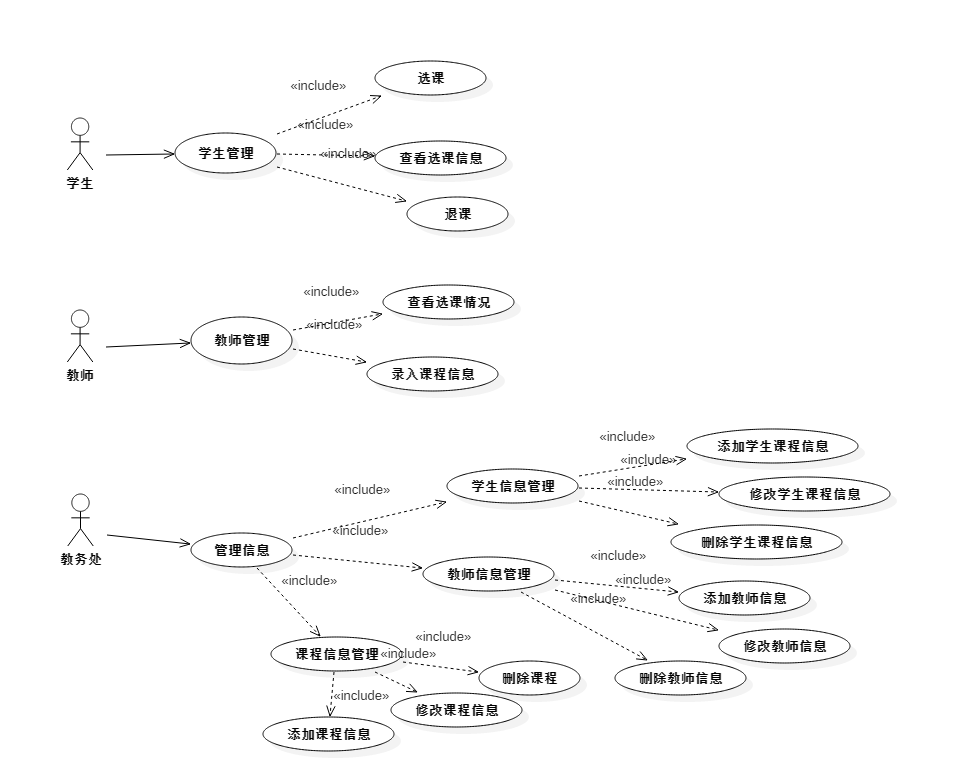 «include»
选课
«include»
学生管理
«include»
查看选课信息
学生
退课
«include»
查看选课情况
«include»
教师管理
教师
录入课程信息
«include»
添加学生课程信息
«include»
«include»
学生信息管理
«include»
修改学生课程信息
«include»
删除学生课程信息
教务处
管理信息
«include»
教师信息管理
«include»
«include»
«include»
添加教师信息
«include»
修改教师信息
课程信息管理
«include»
删除课程
删除教师信息
«include»
修改课程信息
添加课程信息